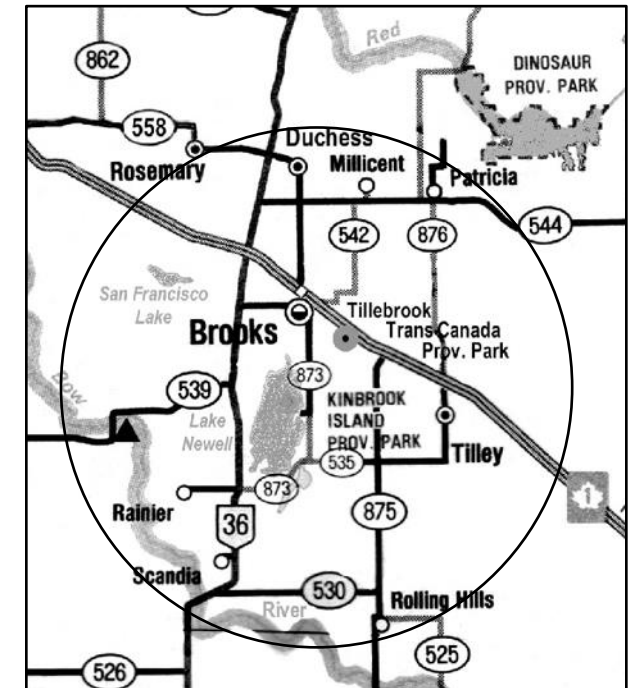 Red
862
DINOSAUR
PROV. PARK
558
Duchess
Rosemary
Millicent
Patricia
542
876
544
San Francisco
Lake
Tillebrook
Trans Canada
Prov. Park
Brooks
Bow
539
873
KINBROOK
ISLAND
PROV. PARK
Lake
Newell
535
Tilley
873
1
Rainier
36
875
Scandia
530
River
Rolling Hills
525
526